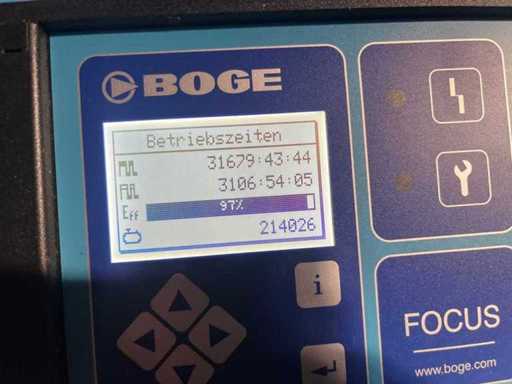 BOGE
Betriebszeiten
31679:43:44
3106:54:05
Eff 97%
214026
i
FOCUS
www.boge.com